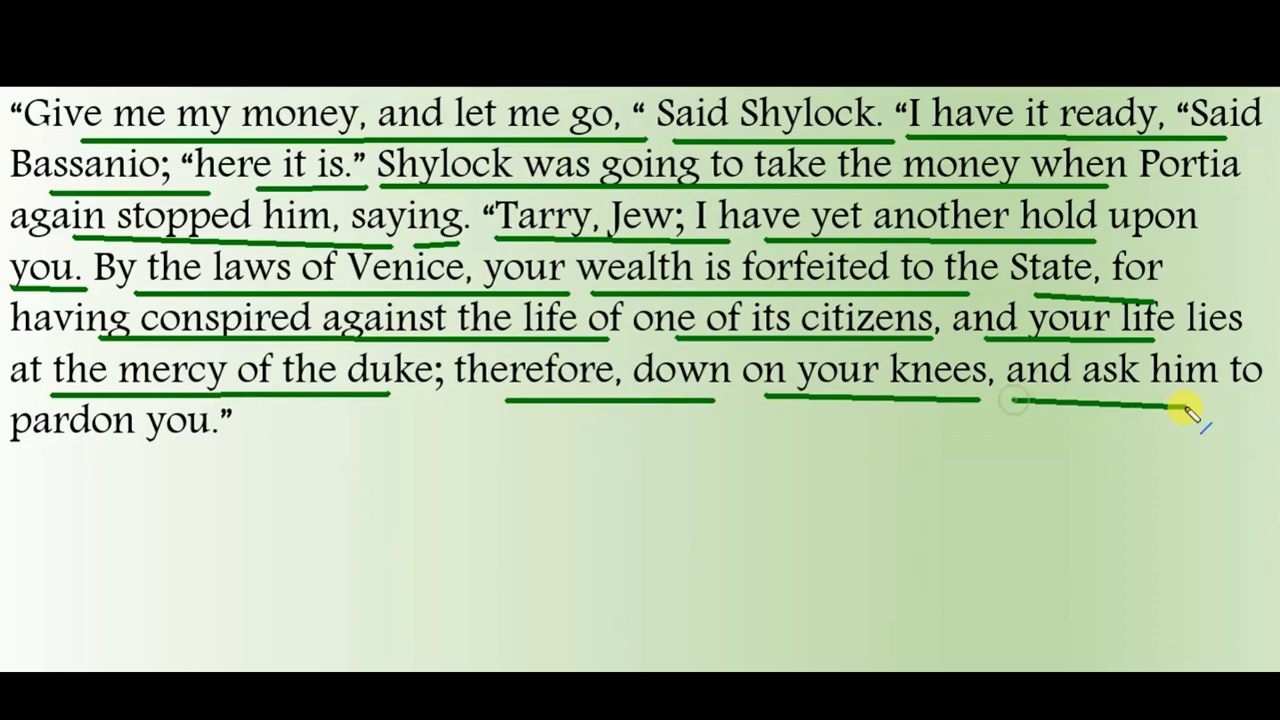 “Give me my money, and let me go, “ Said Shylock. “I have it ready, “Said
Bassanio; “here it is.” Shylock was going to take the money when Portia
again stopped him, saying. “Tarry, Jew; I have yet another hold upon
you. By the laws of Venice, your wealth is forfeited to the State, for
having conspired against the life of one of its citizens, and your life lies
at the mercy of the duke; therefore, down on your knees, and ask him to
pardon you.”